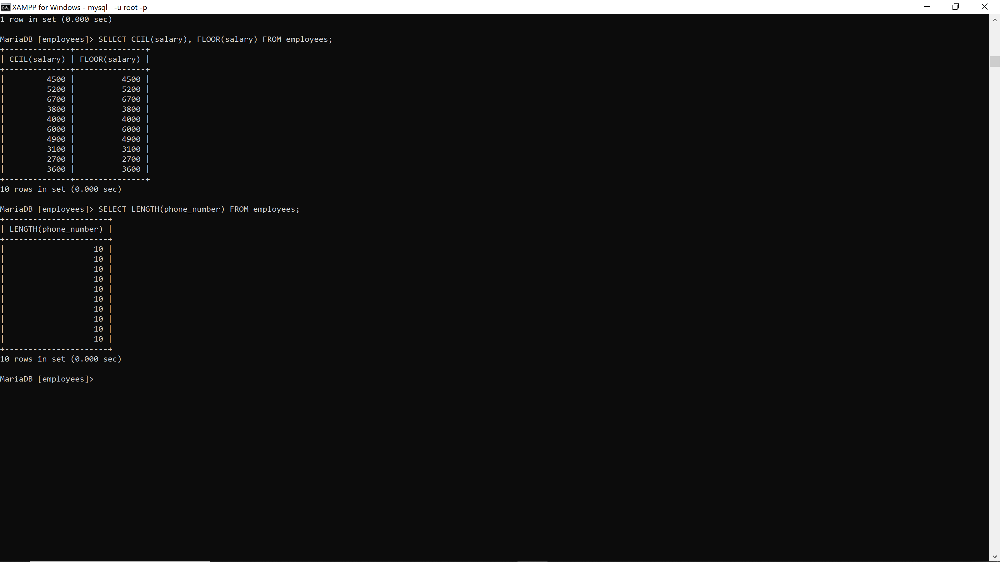 XAMPP for Windows - mysql  -u root -p
1 row in set (0.000 sec)
MariaDB [employees]> SELECT CEIL(salary), FLOOR(salary) FROM employees;
+--------------+---------------+
| CEIL(salary) | FLOOR(salary) |
+--------------+---------------+
|         4500 |          4500 |
|         5200 |          5200 |
|         6700 |          6700 |
|         3800 |          3800 |
|         4000 |          4000 |
|         6000 |          6000 |
|         4900 |          4900 |
|         3100 |          3100 |
|         2700 |          2700 |
|         3600 |          3600 |
+--------------+---------------+
10 rows in set (0.000 sec)
MariaDB [employees]> SELECT LENGTH(phone_number) FROM employees;
+----------------------+
| LENGTH(phone_number) |
+----------------------+
|                   10 |
|                   10 |
|                   10 |
|                   10 |
|                   10 |
|                   10 |
|                   10 |
|                   10 |
|                   10 |
|                   10 |
+----------------------+
10 rows in set (0.000 sec)
MariaDB [employees]>